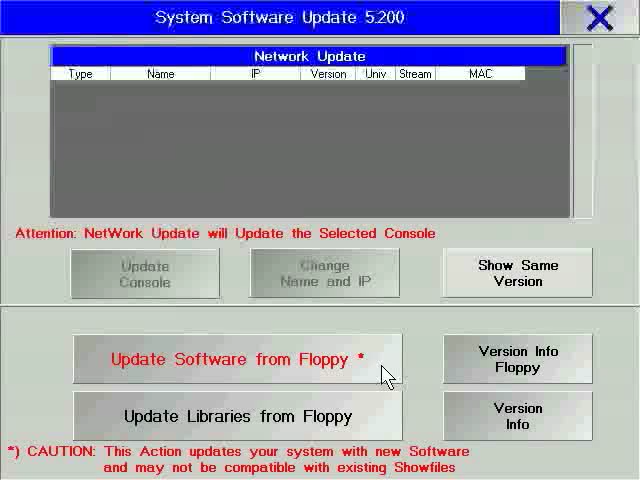 System Software Update 5.200
Network Update
Type Name IP Version Univ Stream MAC
Attention: NetWork Update will Update the Selected Console
Update
Console
Change
Name and IP
Show Same
Version
Update Software from Floppy *
Version Info
Floppy
Update Libraries from Floppy
Version
Info
*) CAUTION: This Action updates your system with new Software
and may not be compatible with existing Showfiles